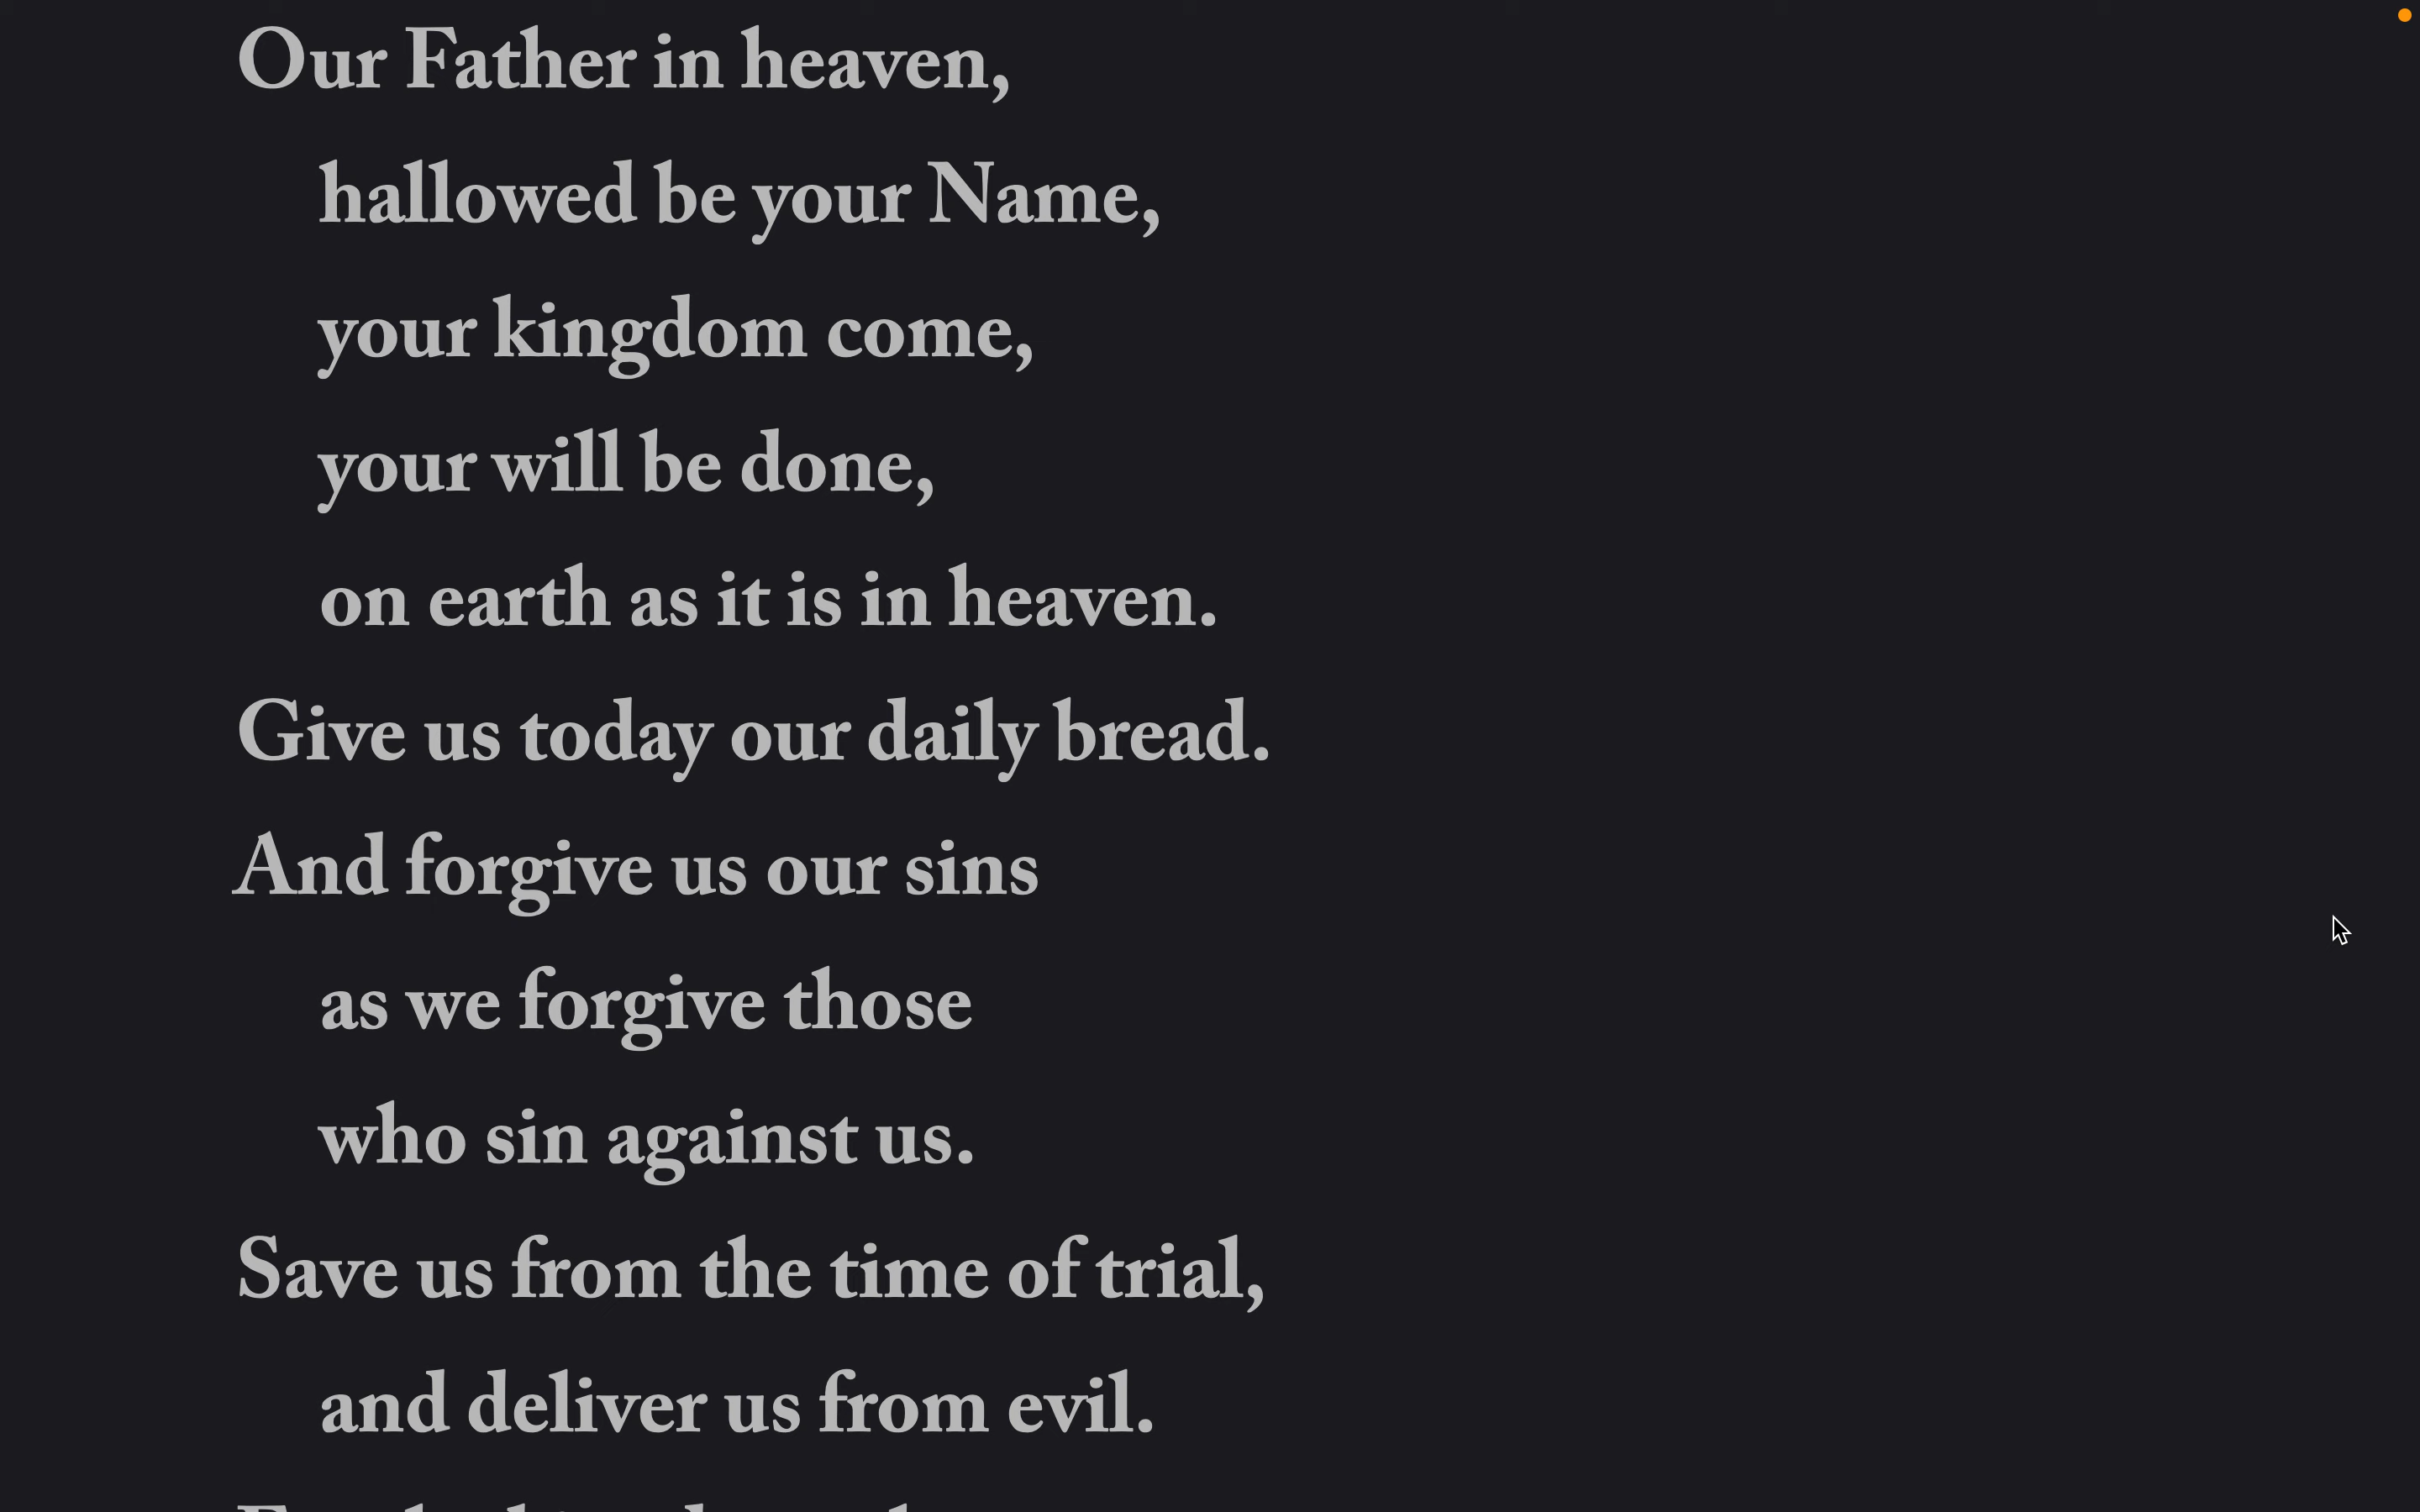 Our Father in heaven,
hallowed be your Name,
your kingdom come,
your will be done,
on earth as it is in heaven.
Give us today our daily bread.
And forgive us our sins
as we forgive those
who sin against us.
Save us from the time of trial,
and deliver us from evil.